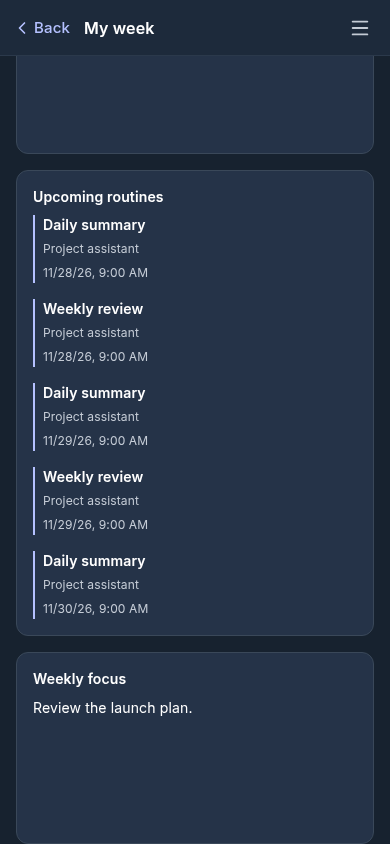 Back My week
Upcoming routines
Daily summary
Project assistant
11/28/26, 9:00 AM
Weekly review
Project assistant
11/28/26, 9:00 AM
Daily summary
Project assistant
11/29/26, 9:00 AM
Weekly review
Project assistant
11/29/26, 9:00 AM
Daily summary
Project assistant
11/30/26, 9:00 AM
Weekly focus
Review the launch plan.